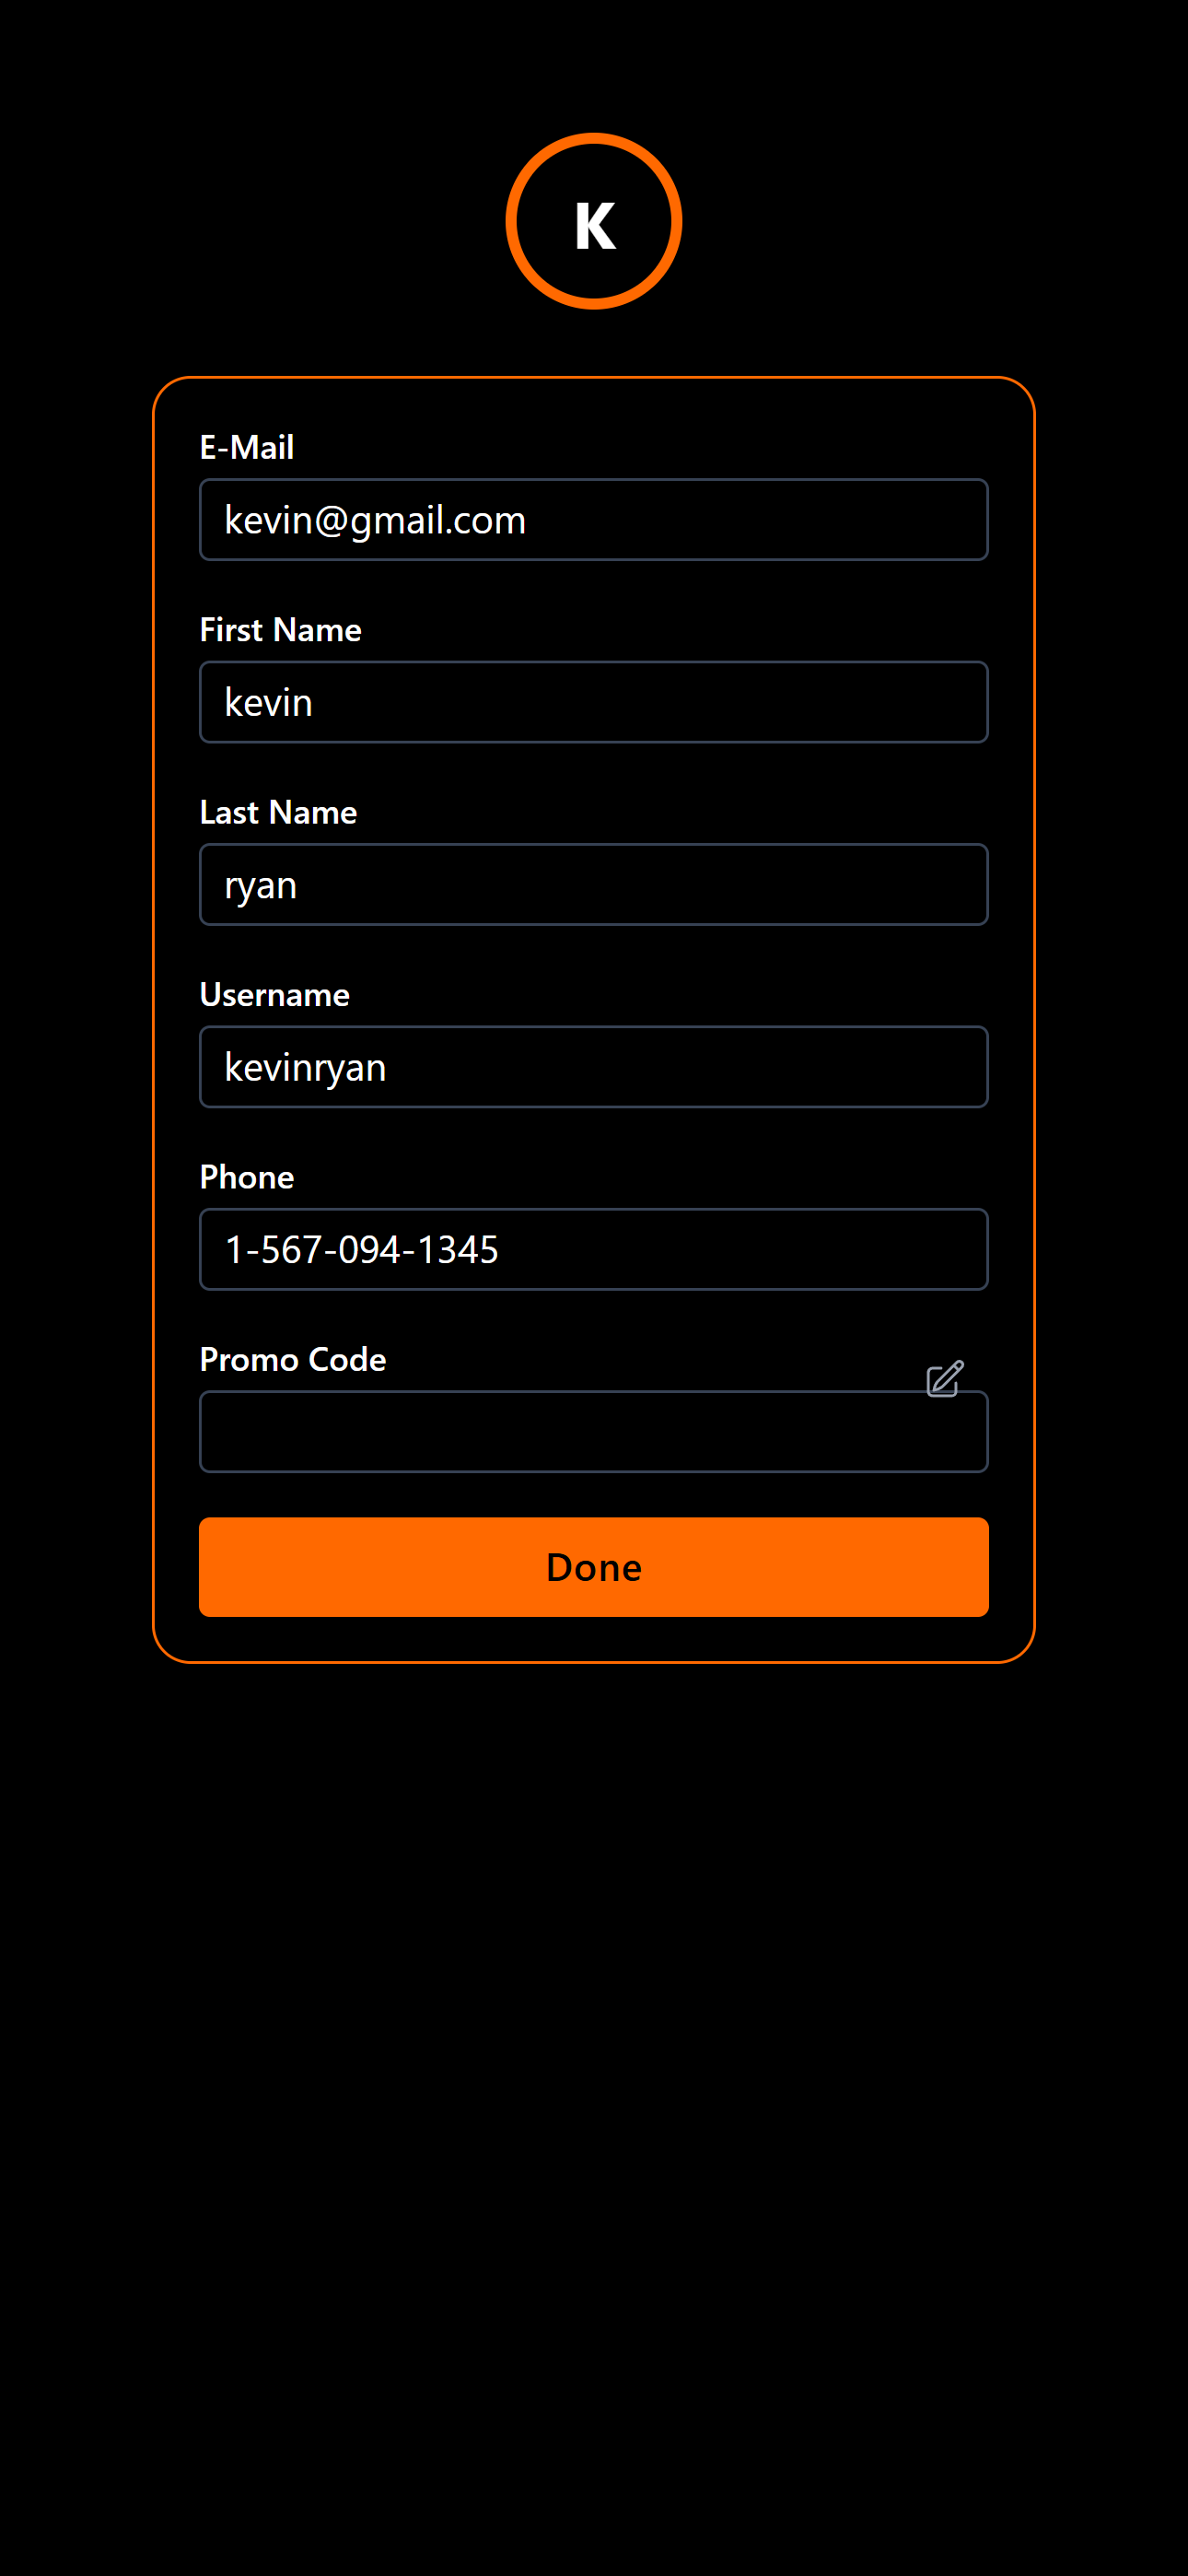 K
E-Mail
kevin@gmail.com
First Name
kevin
Last Name
ryan
Username
kevinryan
Phone
1-567-094-1345
Promo Code
Done